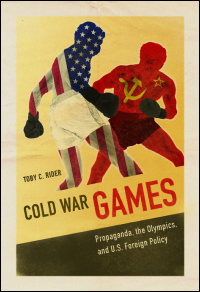 TOBY C. RIDER
COLD WAR
GAMES
Propaganda, the Olympics,
and U.S. Foreign Policy